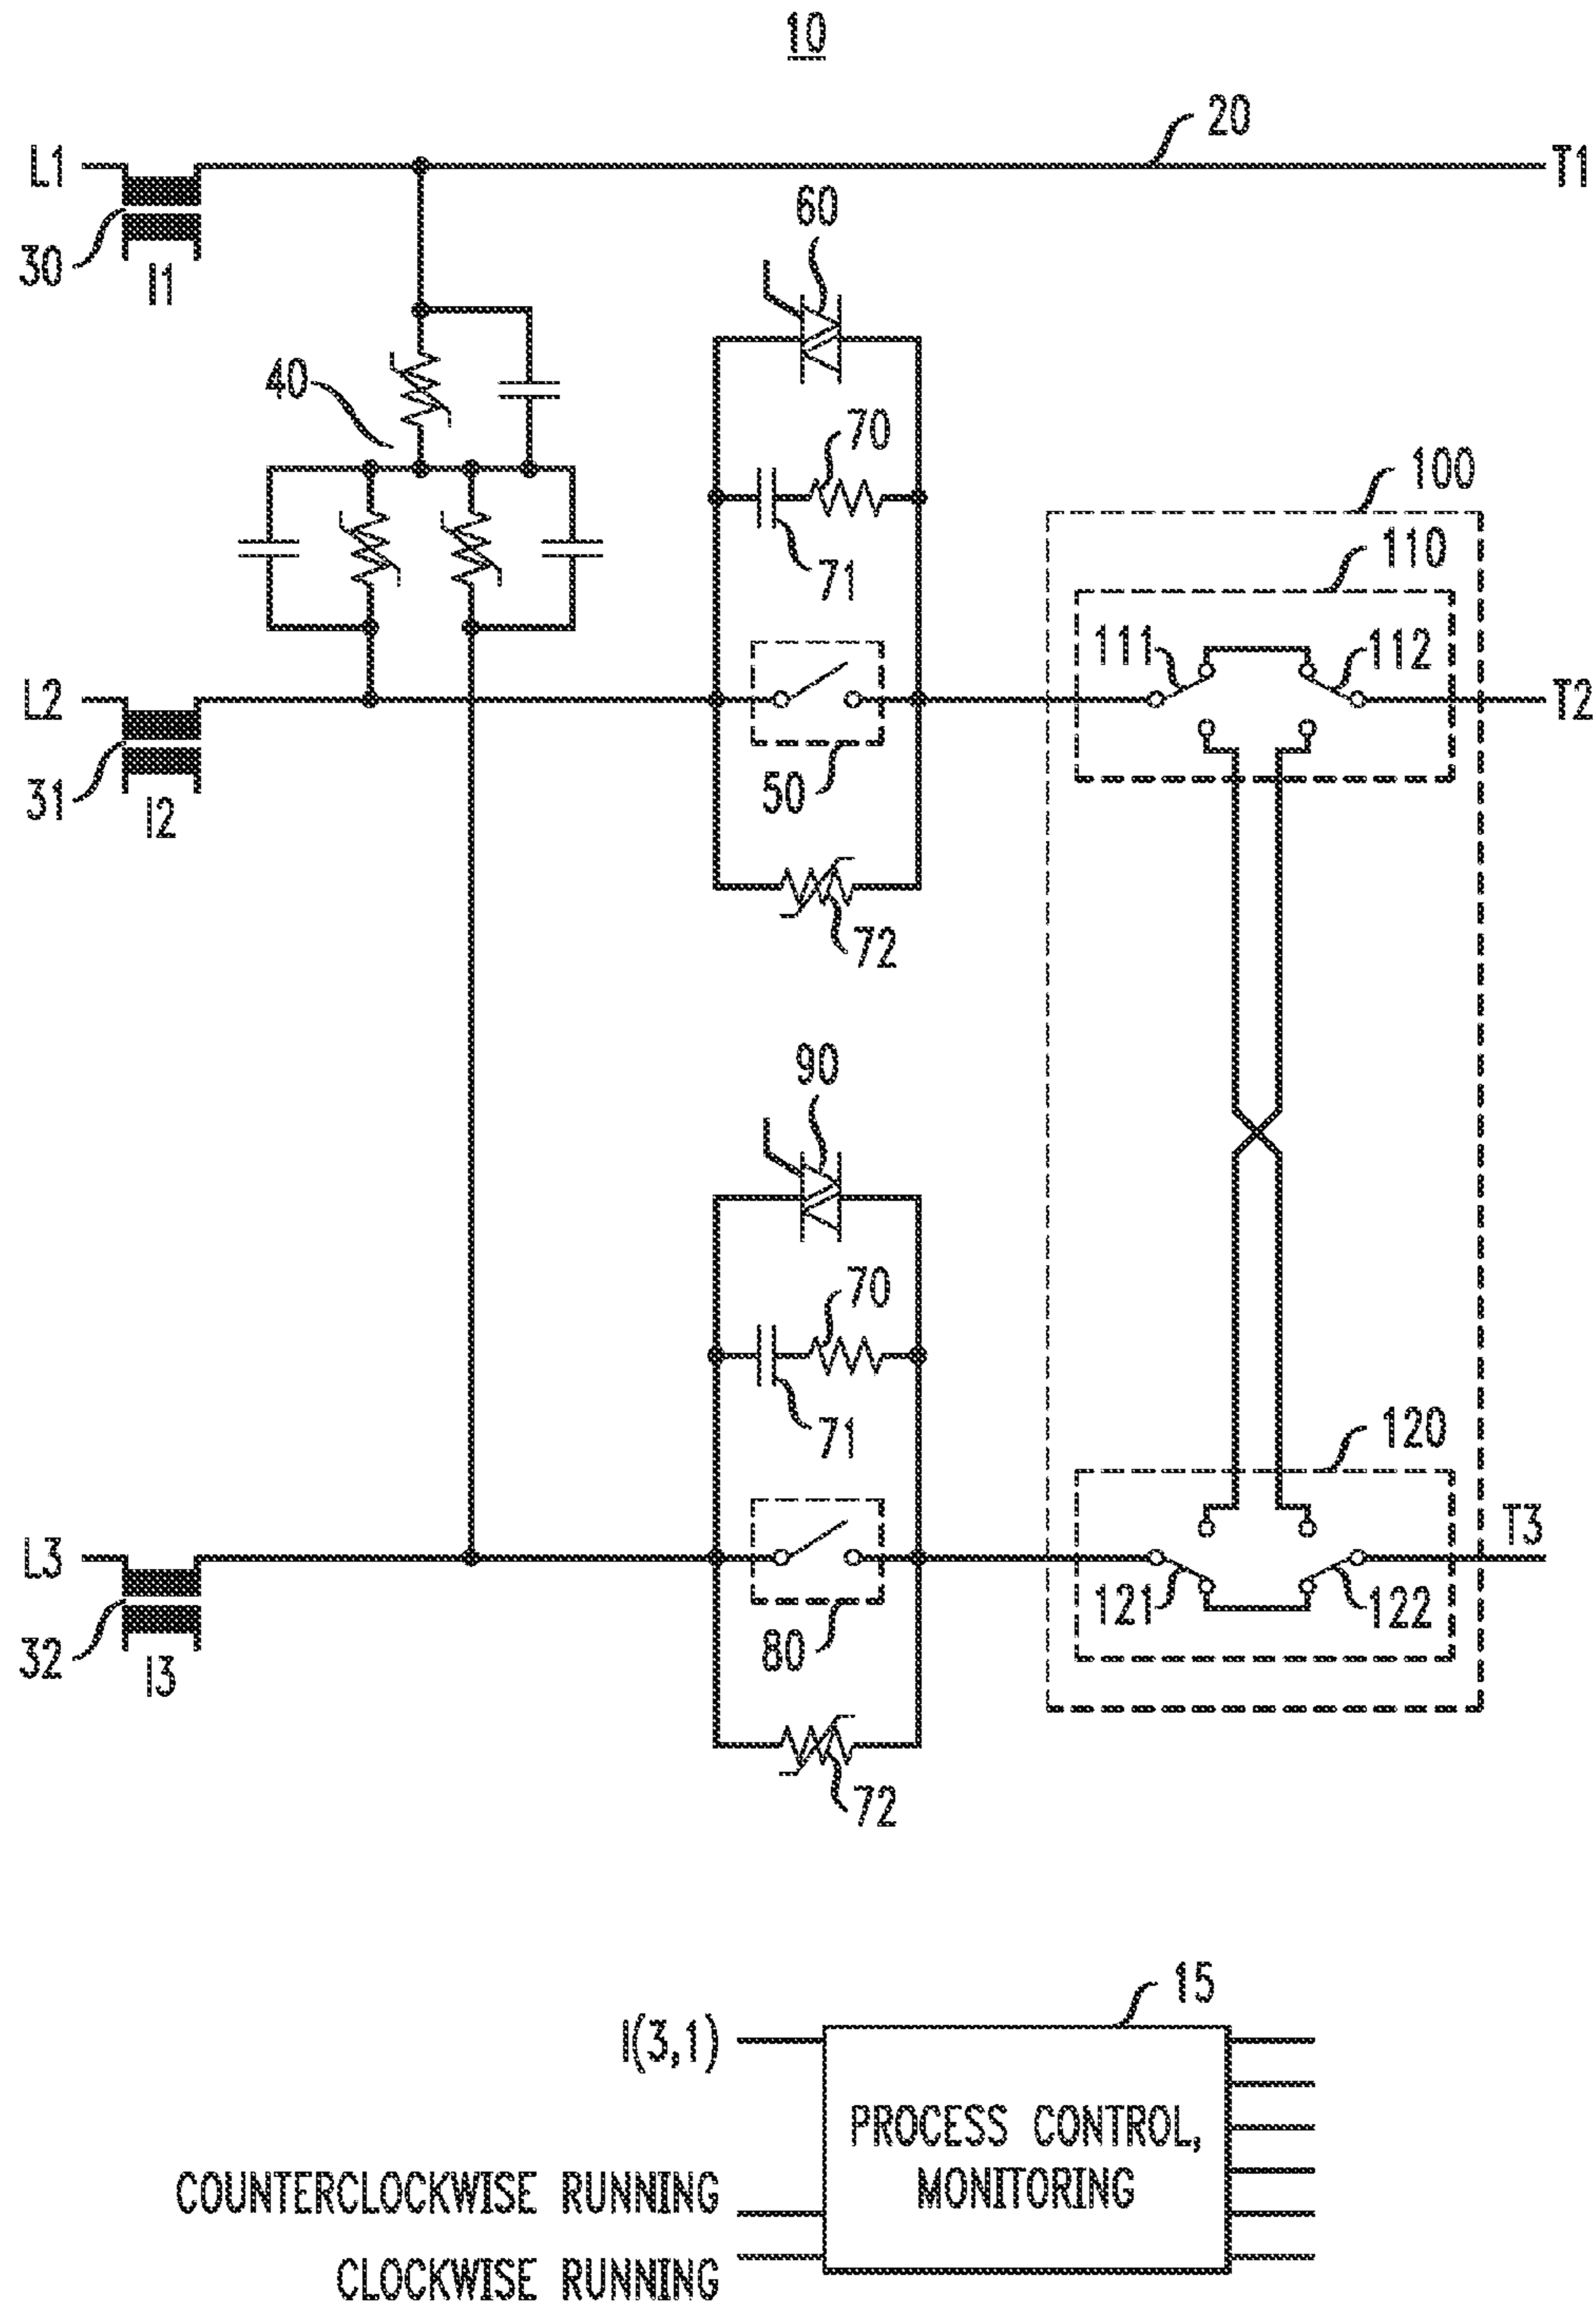 10
20
L1
T1
60
30
I1
40
70
100
110
71
111
112
L2
T2
31
I2
50
72
90
70
71
120
L3
T3
121
122
32
I3
80
72
15
I(3,1)
PROCESS CONTROL,
MONITORING
COUNTERCLOCKWISE RUNNING
CLOCKWISE RUNNING